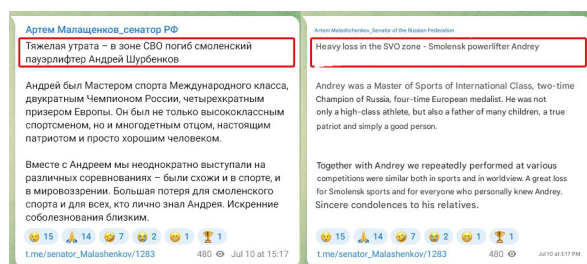 Артем Малащенков_сенатор РФ
Тяжелая утрата – в зоне СВО погиб смоленский
пауэрлифтер Андрей Шурбенков
Андрей был Мастером спорта Международного класса,
двукратным Чемпионом России, четырехкратным
призером Европы. Он был не только высококлассным
спортсменом, но и многодетным отцом, настоящим
патриотом и просто хорошим человеком.
Вместе с Андреем мы неоднократно выступали на
различных соревнованиях – были схожи и в спорте, и
в мировоззрении. Большая потеря для смоленского
спорта и для всех, кто лично знал Андрея. Искренние
соболезнования близким.
15 14 7 2 1 1
t.me/senator_Malashenkov/1283 480 Jul 10 at 15:17
Artem Malashchenkov_Senator of the Russian Federation
Heavy loss in the SVO zone - Smolensk powerlifter Andrey
Andrey was a Master of Sports of International Class, two-time
Champion of Russia, four-time European medalist. He was not
only a high-class athlete, but also a father of many children, a true
patriot and simply a good person.
Together with Andrey we repeatedly performed at various
competitions were similar both in sports and in worldview. A great loss
for Smolensk sports and for everyone who personally knew Andrey.
Sincere condolences to his relatives.
15 14 7 2 1 1
t.me/senator_Malashenkov/1283 480 Jul 10 at 3:17 PM